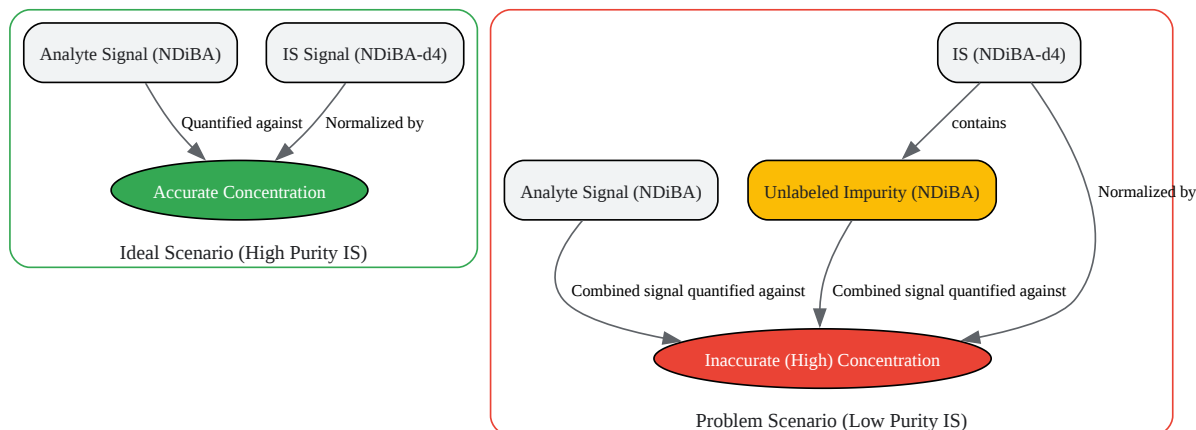 Analyte Signal (NDiBA)
IS Signal (NDiBA-d4)
Quantified against
Normalized by
Accurate Concentration
Ideal Scenario (High Purity IS)
IS (NDiBA-d4)
contains
Analyte Signal (NDiBA)
Unlabeled Impurity (NDiBA)
Normalized by
Combined signal quantified against
Combined signal quantified against
Inaccurate (High) Concentration
Problem Scenario (Low Purity IS)